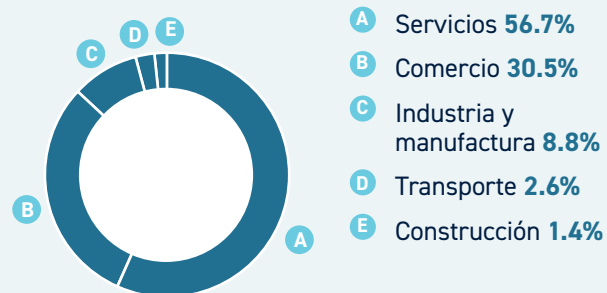 E
D
C
B
A
A Servicios 56.7%
B Comercio 30.5%
C Industria y
manufactura 8.8%
D Transporte 2.6%
E Construcción 1.4%